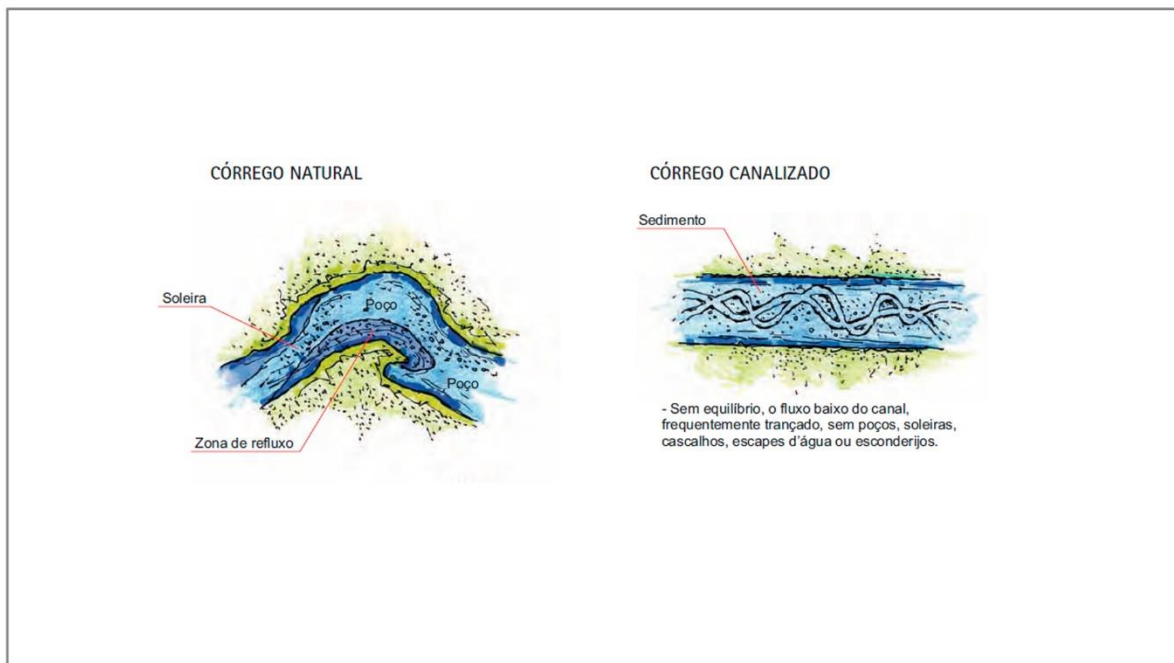 CÓRREGO NATURAL
Soleira
Poço
Poço
Zona de refluxo
CÓRREGO CANALIZADO
Sedimento
- Sem equilíbrio, o fluxo baixo do canal,
frequentemente trançado, sem poços, soleiras,
cascalhos, escapes d’água ou esconderijos.